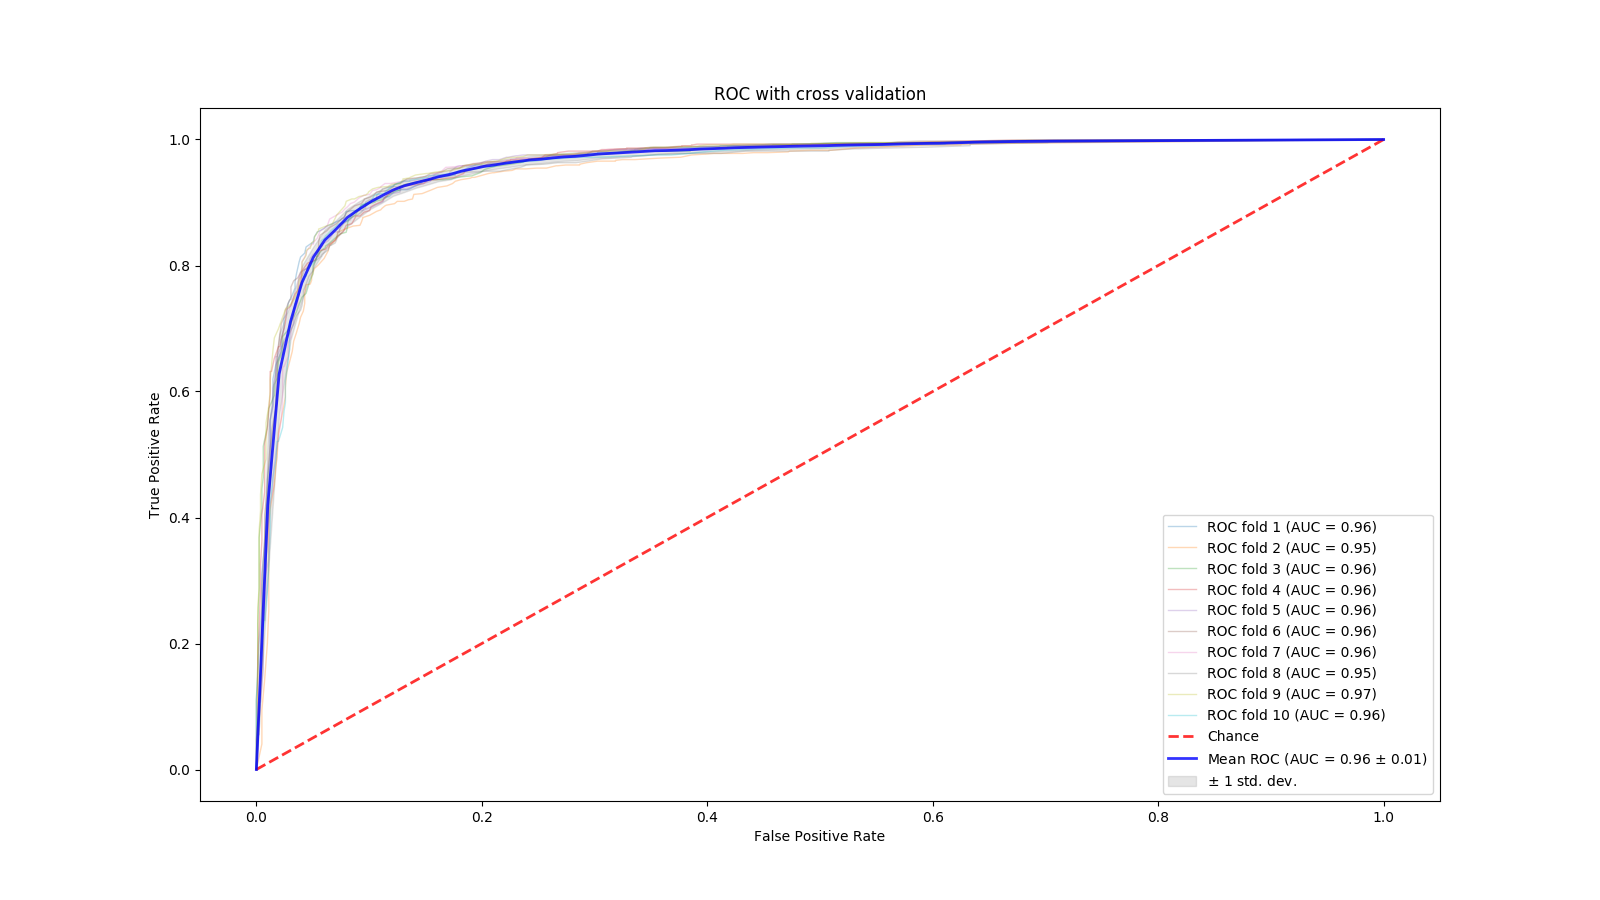 ROC with cross validation
True Positive Rate
1.0
0.8
0.6
0.4
0.2
0.0
ROC fold 1 (AUC = 0.96)
ROC fold 2 (AUC = 0.95)
ROC fold 3 (AUC = 0.96)
ROC fold 4 (AUC = 0.96)
ROC fold 5 (AUC = 0.96)
ROC fold 6 (AUC = 0.96)
ROC fold 7 (AUC = 0.96)
ROC fold 8 (AUC = 0.95)
ROC fold 9 (AUC = 0.97)
ROC fold 10 (AUC = 0.96)
Chance
Mean ROC (AUC = 0.96 ± 0.01)
± 1 std. dev.
0.0 0.2 0.4 0.6 0.8 1.0
False Positive Rate